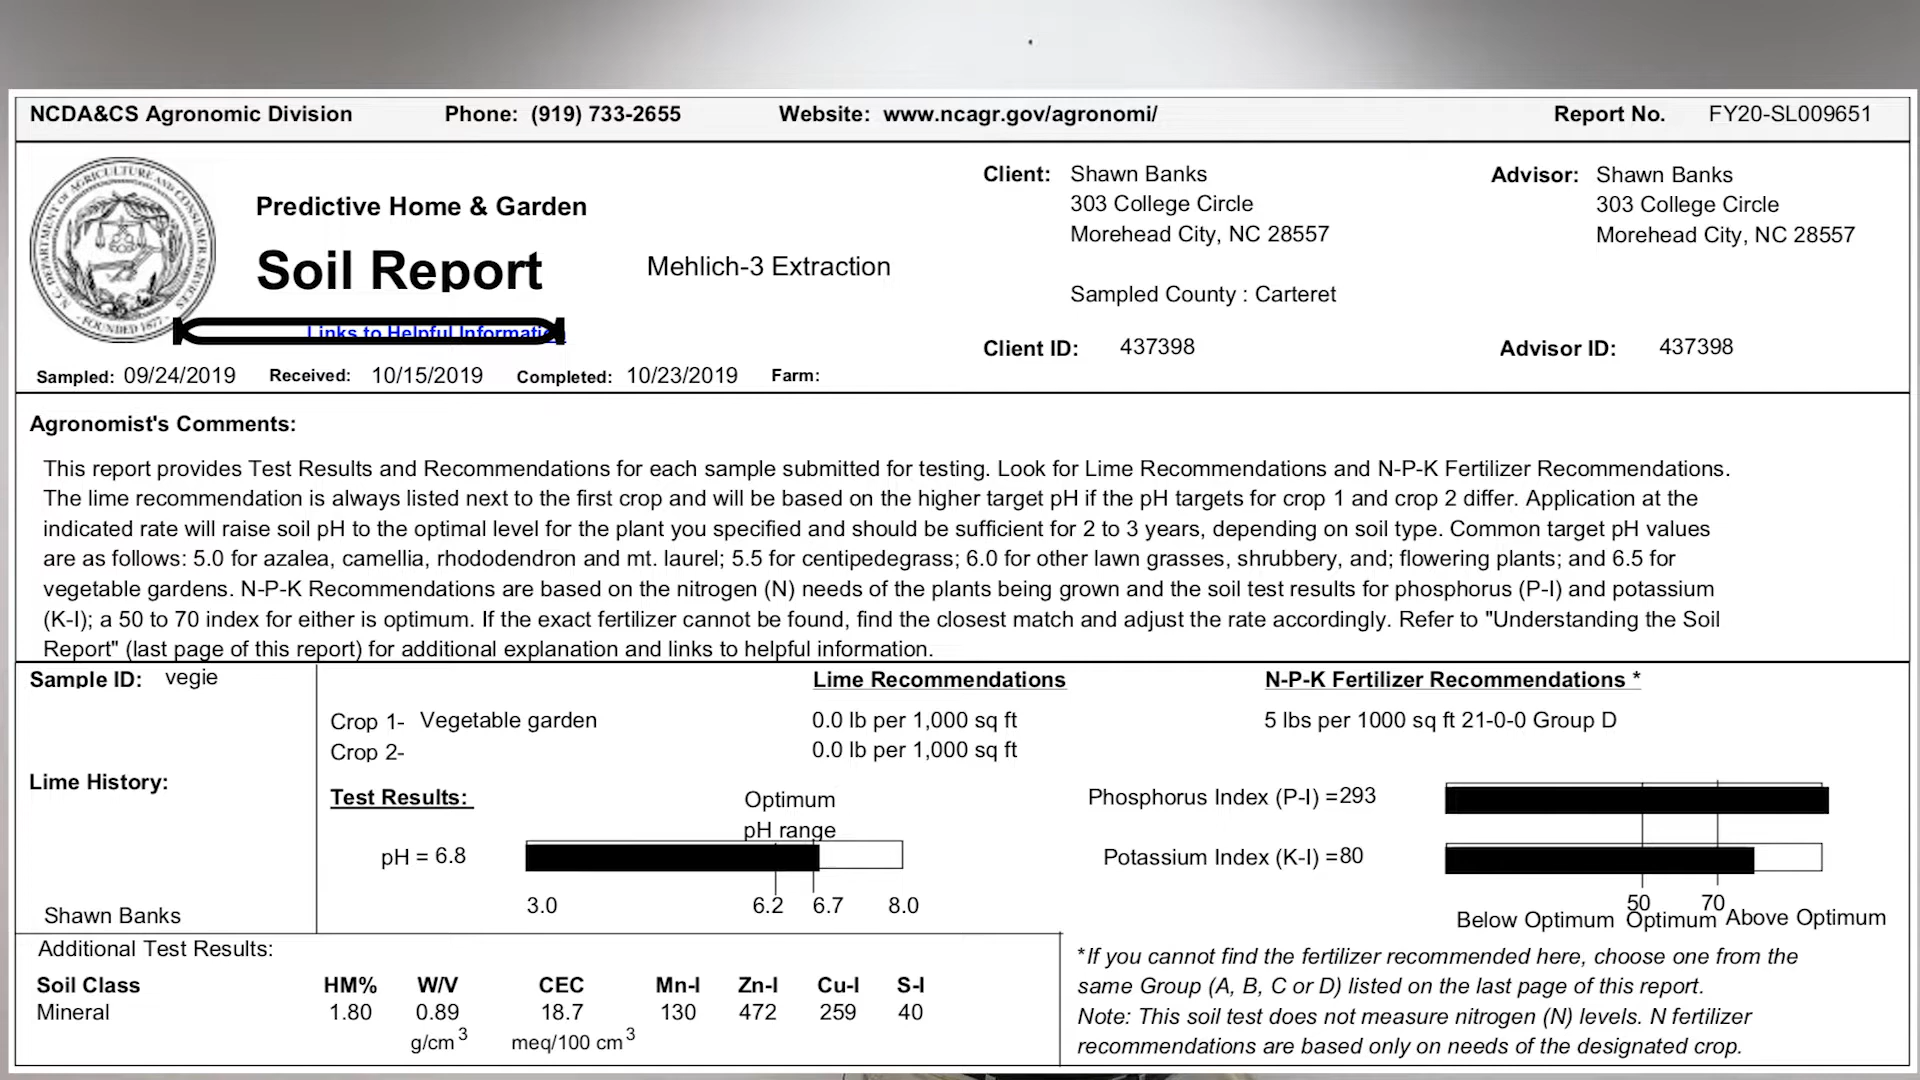 NCDA&CS Agronomic Division Phone: (919) 733-2655 Website: www.ncagr.gov/agronomi/ Report No. FY20-SL009651
N.C. DEPARTMENT OF AGRICULTURE AND CONSUMER SERVICES
FOUNDED 1877
Predictive Home & Garden
Soil Report
Mehlich-3 Extraction
Links to Helpful Information
Client: Shawn Banks
303 College Circle
Morehead City, NC 28557
Sampled County : Carteret
Client ID: 437398
Advisor: Shawn Banks
303 College Circle
Morehead City, NC 28557
Advisor ID: 437398
Sampled: 09/24/2019 Received: 10/15/2019 Completed: 10/23/2019 Farm:
Agronomist's Comments:
This report provides Test Results and Recommendations for each sample submitted for testing. Look for Lime Recommendations and N-P-K Fertilizer Recommendations.
The lime recommendation is always listed next to the first crop and will be based on the higher target pH if the pH targets for crop 1 and crop 2 differ. Application at the
indicated rate will raise soil pH to the optimal level for the plant you specified and should be sufficient for 2 to 3 years, depending on soil type. Common target pH values
are as follows: 5.0 for azalea, camellia, rhododendron and mt. laurel; 5.5 for centipedegrass; 6.0 for other lawn grasses, shrubbery, and; flowering plants; and 6.5 for
vegetable gardens. N-P-K Recommendations are based on the nitrogen (N) needs of the plants being grown and the soil test results for phosphorus (P-I) and potassium
(K-I); a 50 to 70 index for either is optimum. If the exact fertilizer cannot be found, find the closest match and adjust the rate accordingly. Refer to "Understanding the Soil
Report" (last page of this report) for additional explanation and links to helpful information.
Sample ID: vegie
Lime History:
Shawn Banks
Lime Recommendations
N-P-K Fertilizer Recommendations *
Crop 1- Vegetable garden 0.0 lb per 1,000 sq ft 5 lbs per 1000 sq ft 21-0-0 Group D
Crop 2- 0.0 lb per 1,000 sq ft
Test Results:
Optimum
pH range
pH = 6.8
3.0 6.2 6.7 8.0
Phosphorus Index (P-I) =293
Potassium Index (K-I) =80
50 70
Below Optimum Optimum Above Optimum
Additional Test Results:
Soil Class HM% W/V CEC Mn-I Zn-I Cu-I S-I
Mineral 1.80 0.89 18.7 130 472 259 40
g/cm 3 meq/100 cm 3
*If you cannot find the fertilizer recommended here, choose one from the
same Group (A, B, C or D) listed on the last page of this report.
Note: This soil test does not measure nitrogen (N) levels. N fertilizer
recommendations are based only on needs of the designated crop.